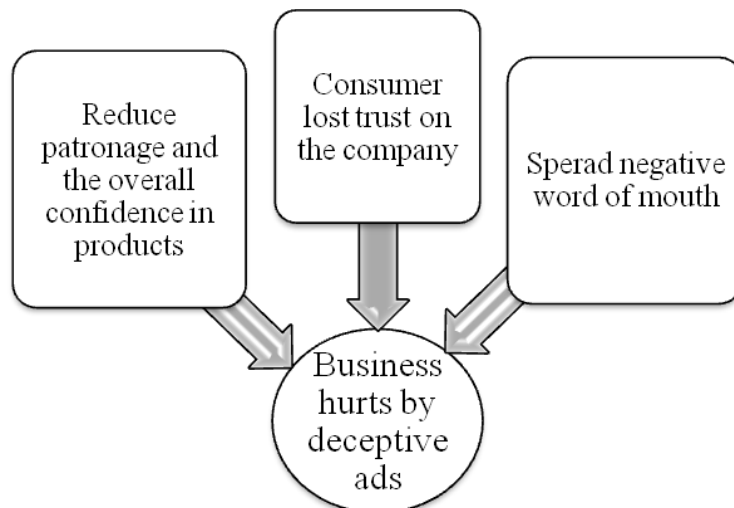 Reduce
patronage and
the overall
confidence in
products
Consumer
lost trust on
the company
Sperad negative
word of mouth
Business
hurts by
deceptive
ads